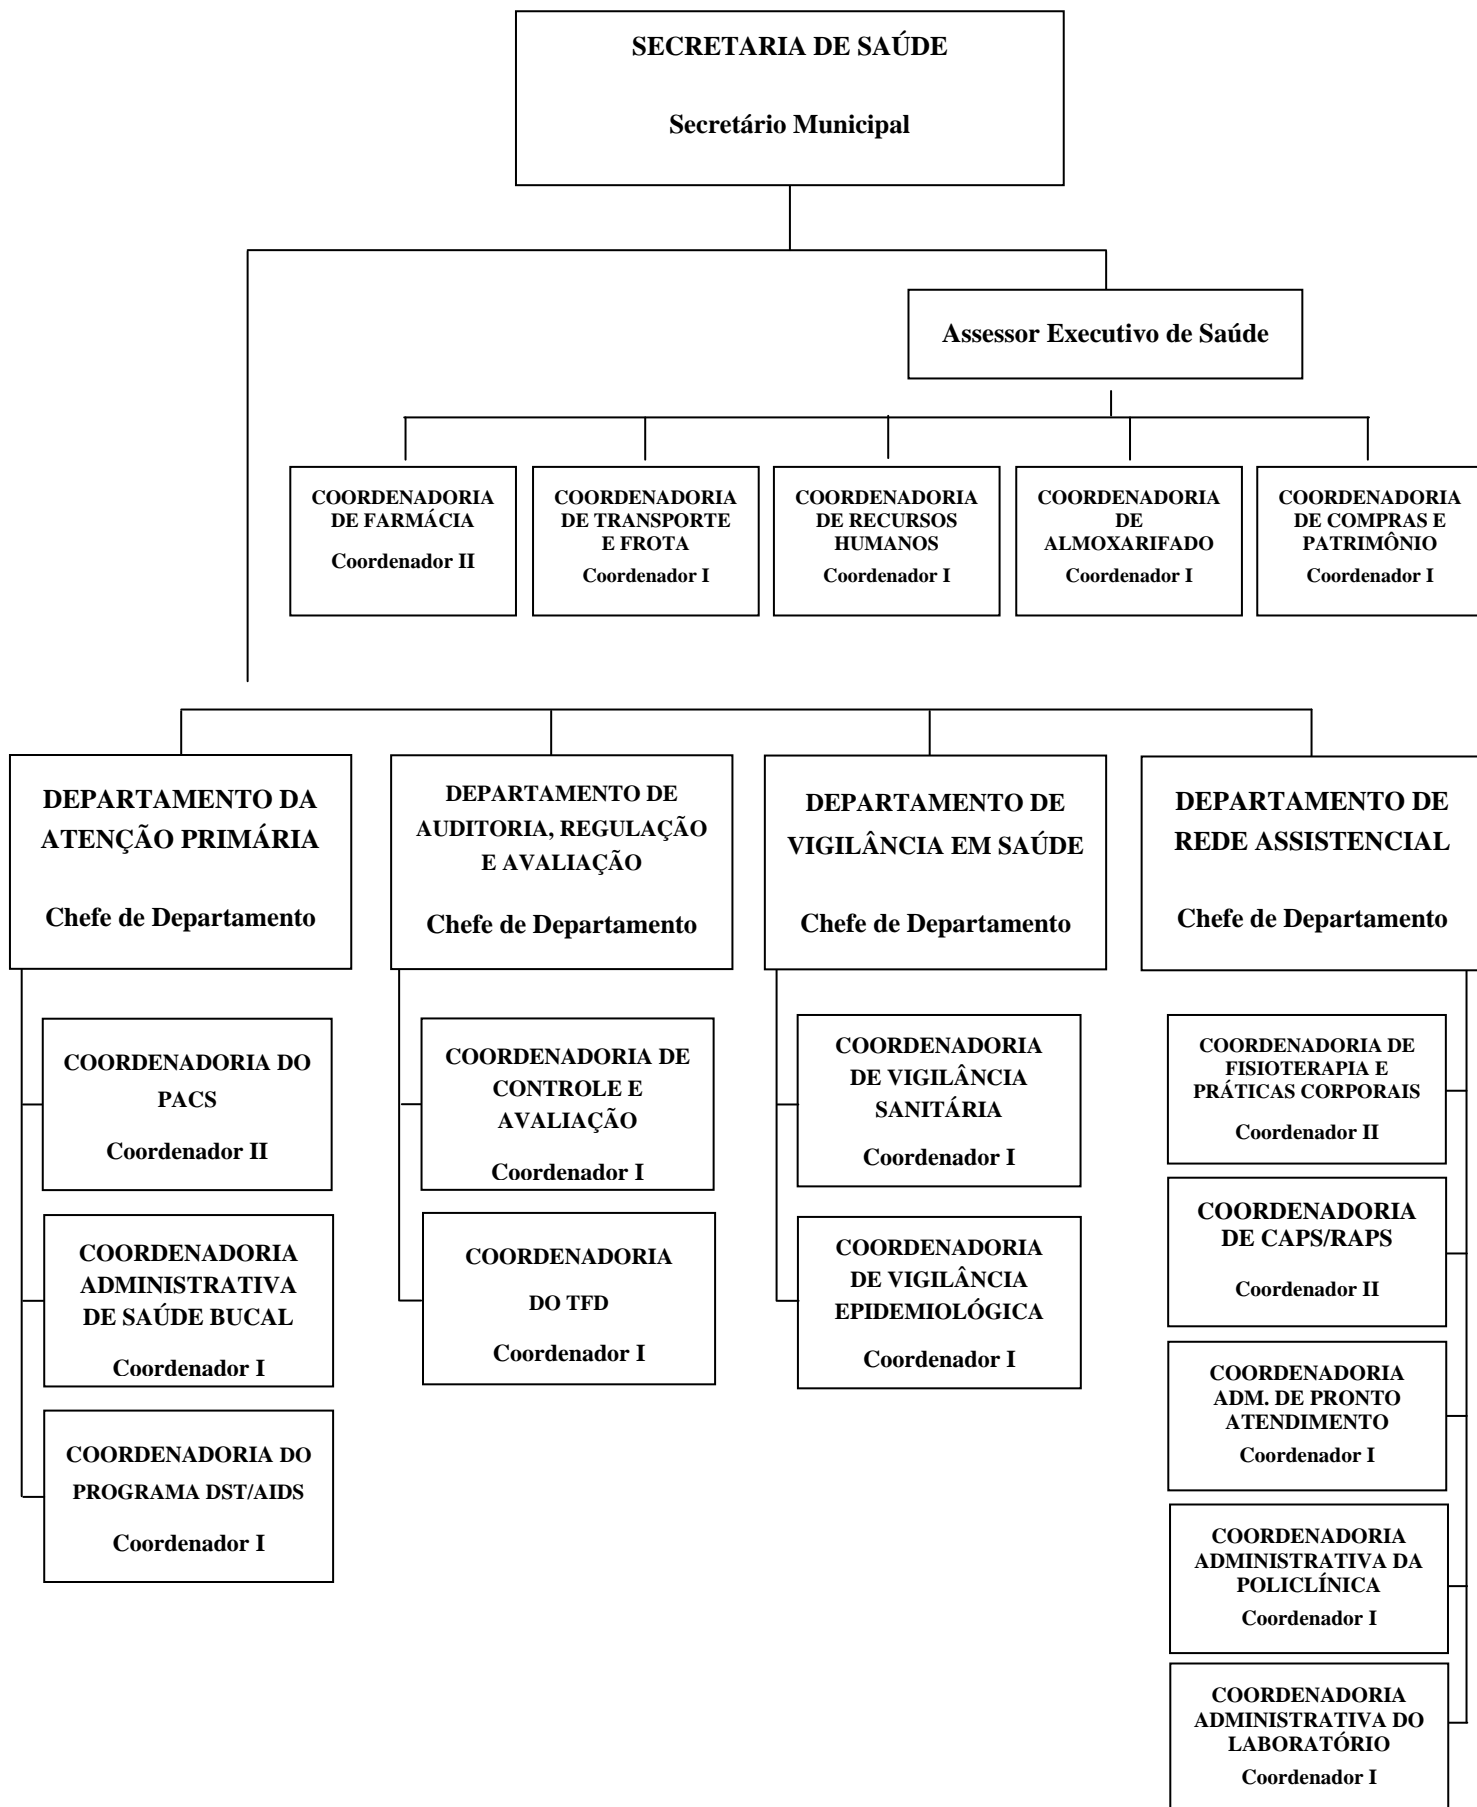 SECRETARIA DE SAÚDE
Secretário Municipal
Assessor Executivo de Saúde
COORDENADORIA
DE FARMÁCIA
Coordenador II
COORDENADORIA
DE TRANSPORTE
E FROTA
Coordenador I
COORDENADORIA
DE RECURSOS
HUMANOS
Coordenador I
COORDENADORIA
DE
ALMOXARIFADO
Coordenador I
COORDENADORIA
DE COMPRAS E
PATRIMÔNIO
Coordenador I
DEPARTAMENTO DA
ATENÇÃO PRIMÁRIA
Chefe de Departamento
DEPARTAMENTO DE
AUDITORIA, REGULAÇÃO
E AVALIAÇÃO
Chefe de Departamento
DEPARTAMENTO DE
VIGILÂNCIA EM SAÚDE
Chefe de Departamento
DEPARTAMENTO DE
REDE ASSISTENCIAL
Chefe de Departamento
COORDENADORIA DO
PACS
Coordenador II
COORDENADORIA
ADMINISTRATIVA
DE SAÚDE BUCAL
Coordenador I
COORDENADORIA DO
PROGRAMA DST/AIDS
Coordenador I
COORDENADORIA DE
CONTROLE E
AVALIAÇÃO
Coordenador I
COORDENADORIA
DO TFD
Coordenador I
COORDENADORIA
DE VIGILÂNCIA
SANITÁRIA
Coordenador I
COORDENADORIA
DE VIGILÂNCIA
EPIDEMIOLÓGICA
Coordenador I
COORDENADORIA DE
FISIOTERAPIA E
PRÁTICAS CORPORAIS
Coordenador II
COORDENADORIA
DE CAPS/RAPS
Coordenador II
COORDENADORIA
ADM. DE PRONTO
ATENDIMENTO
Coordenador I
COORDENADORIA
ADMINISTRATIVA DA
POLICLÍNICA
Coordenador I
COORDENADORIA
ADMINISTRATIVA DO
LABORATÓRIO
Coordenador I